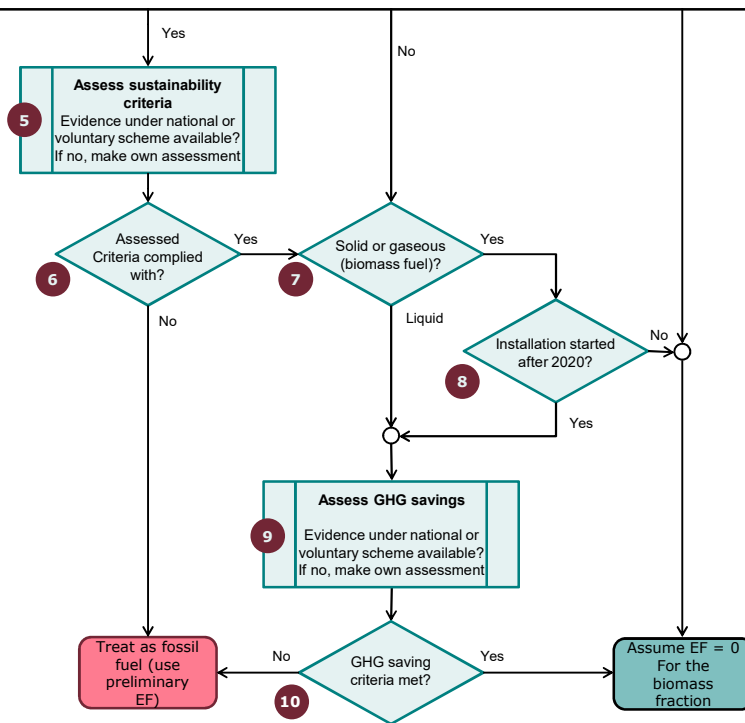 Yes
No
Assess sustainability
criteria
Evidence under national or
voluntary scheme available?
If no, make own assessment
5
Assessed
Criteria complied
with?
6
Yes
Solid or gaseous
(biomass fuel)?
7
Yes
No
Liquid
Installation started
after 2020?
8
No
Yes
Assess GHG savings
Evidence under national or
voluntary scheme available?
If no, make own assessment
9
Treat as fossil
fuel (use
preliminary
EF)
No
GHG saving
criteria met?
10
Yes
Assume EF = 0
For the
biomass
fraction